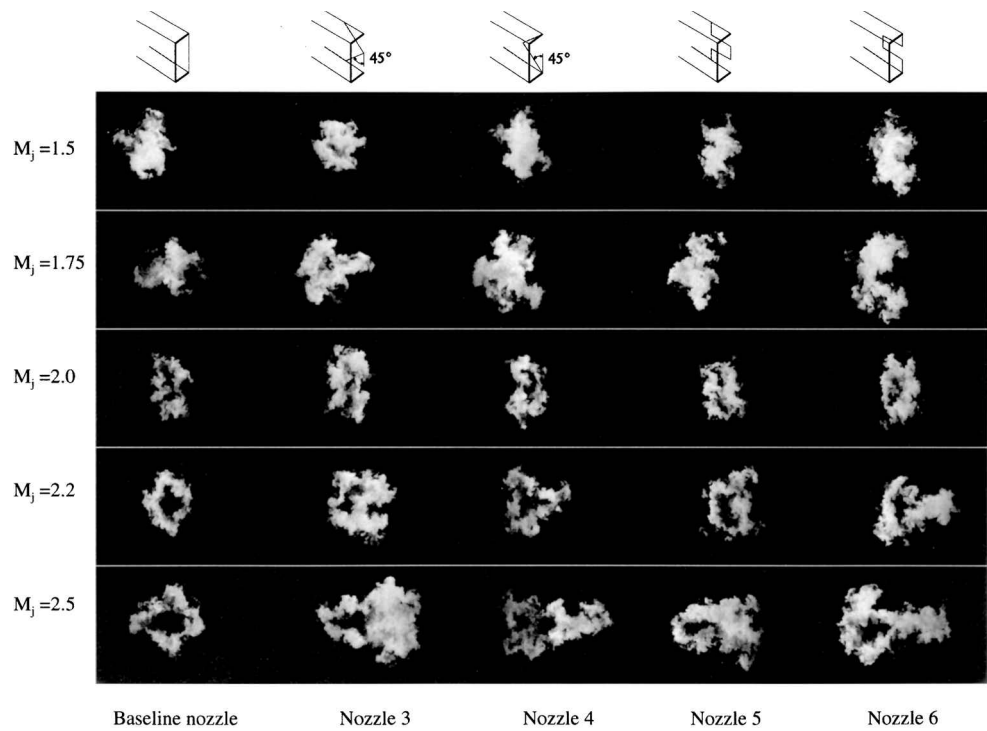 45°
45°
M_j =1.5
M_j =1.75
M_j =2.0
M_j =2.2
M_j =2.5
Baseline nozzle
Nozzle 3
Nozzle 4
Nozzle 5
Nozzle 6